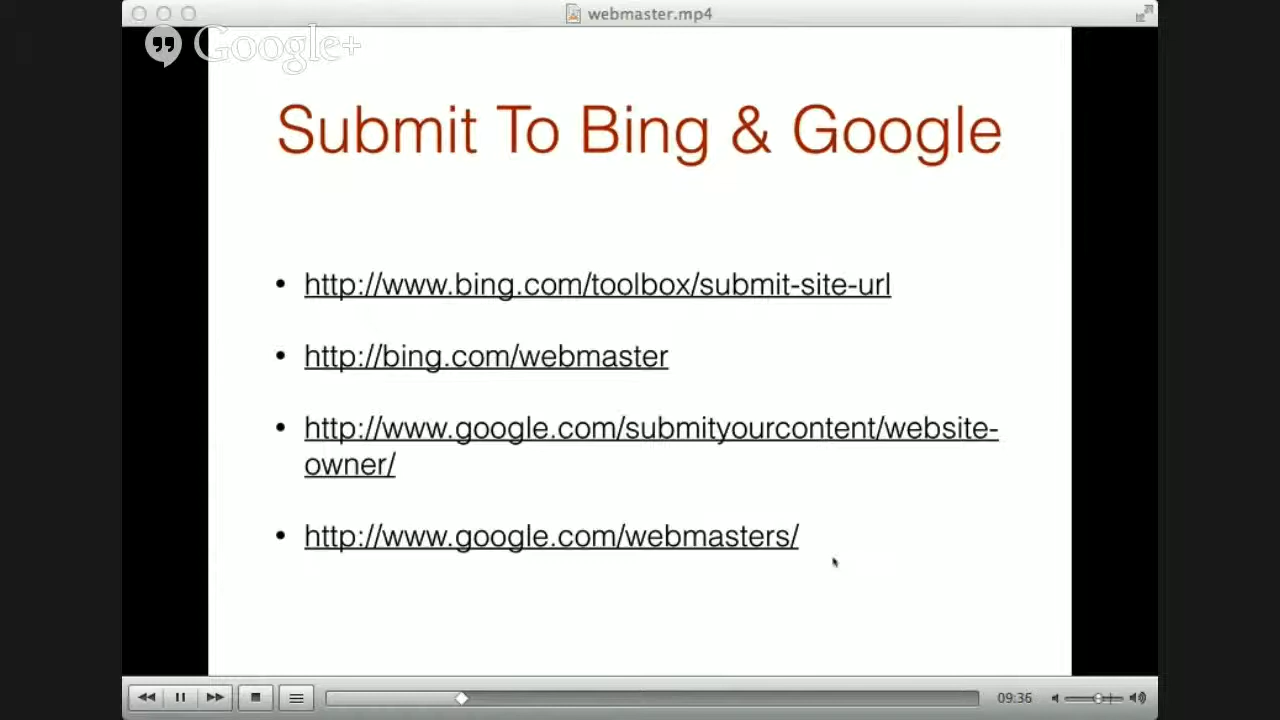 webmaster.mp4
Google+
Submit To Bing & Google
• http://www.bing.com/toolbox/submit-site-url
• http://bing.com/webmaster
• http://www.google.com/submityourcontent/website-
owner/
• http://www.google.com/webmasters/
09:36